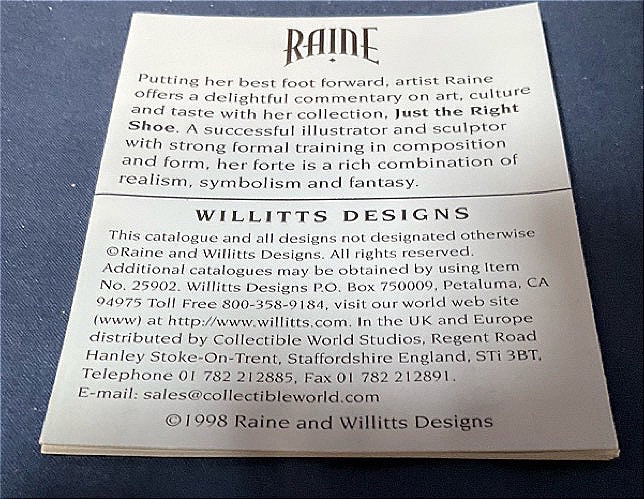 RAINE
Putting her best foot forward, artist Raine
offers a delightful commentary on art, culture
and taste with her collection, Just the Right
Shoe. A successful illustrator and sculptor
with strong formal training in composition
and form, her forte is a rich combination of
realism, symbolism and fantasy.
WILLITTS DESIGNS
This catalogue and all designs not designated otherwise
©Raine and Willitts Designs. All rights reserved.
Additional catalogues may be obtained by using Item
No. 25902. Willitts Designs P.O. Box 750009, Petaluma, CA
94975 Toll Free 800-358-9184, visit our world web site
(www) at http://www.willitts.com. In the UK and Europe
distributed by Collectible World Studios, Regent Road
Hanley Stoke-On-Trent, Staffordshire England, STi 3BT,
Telephone 01 782 212885, Fax 01 782 212891.
E-mail: sales@collectibleworld.com
©1998 Raine and Willitts Designs